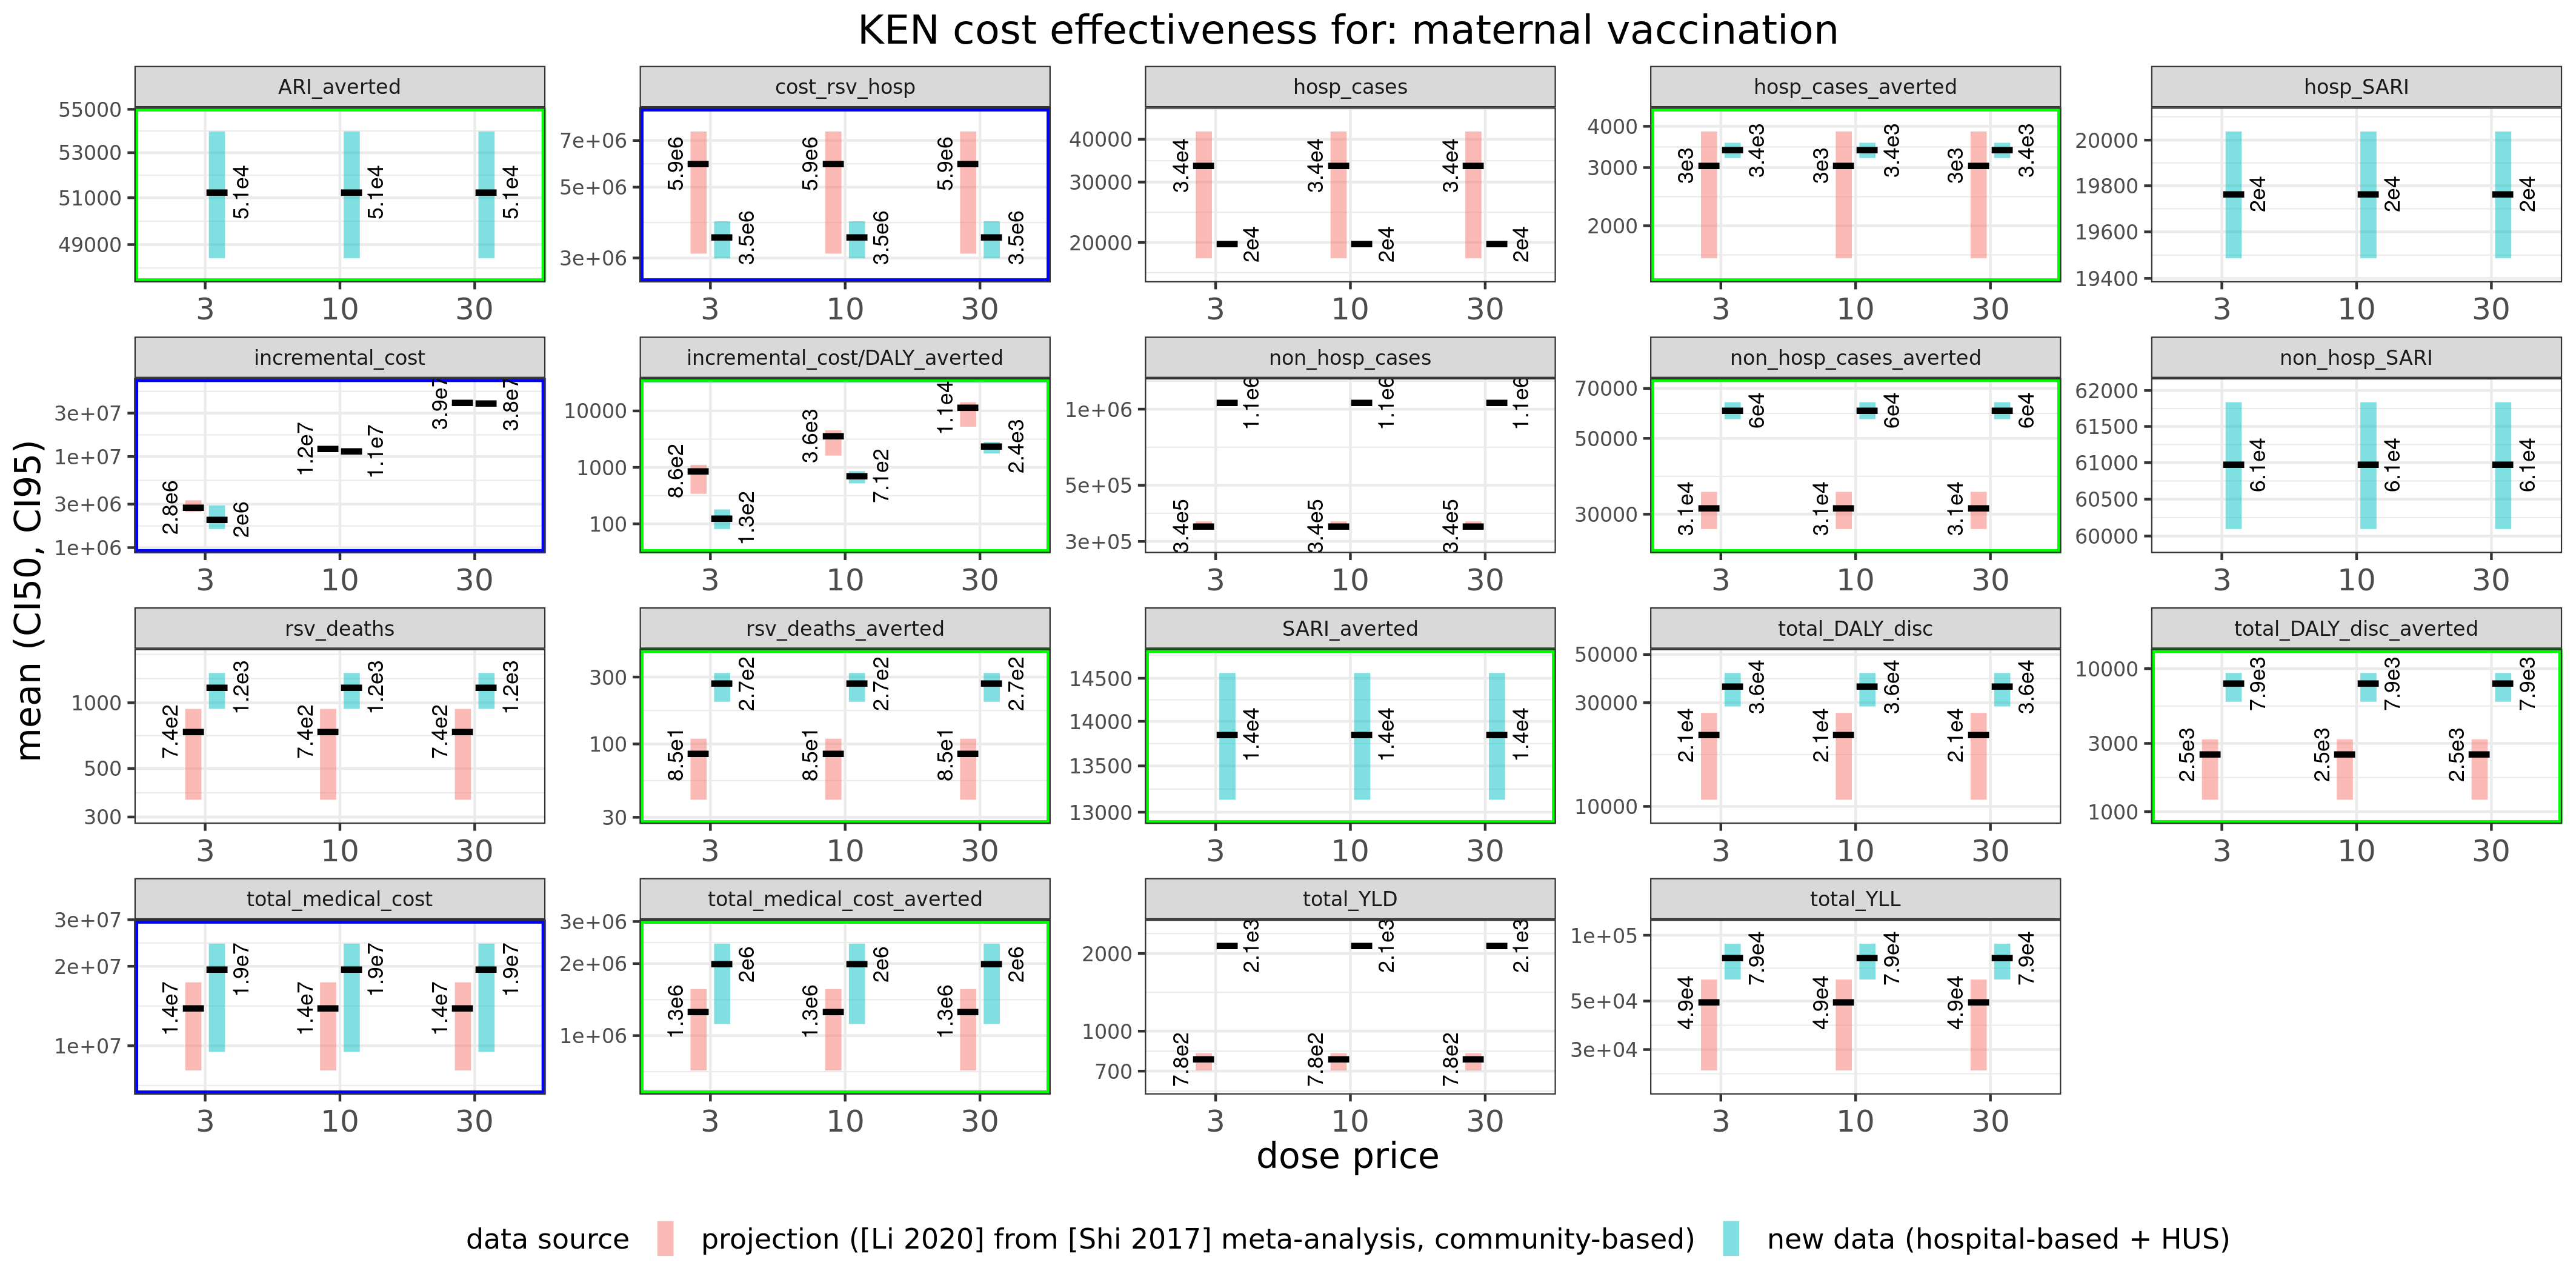 KEN cost effectiveness for: maternal vaccination
mean (CI50, CI95)
ARI_averted
55000
53000
51000
49000
5.1e4
5.1e4
5.1e4
3
10
30
cost_rsv_hosp
7e+06
5e+06
3e+06
5.9e6
3.5e6
5.9e6
3.5e6
5.9e6
3.5e6
3
10
30
hosp_cases
40000
30000
20000
3.4e4
2e4
3.4e4
2e4
3.4e4
2e4
3
10
30
hosp_cases_averted
4000
3000
2000
3e3
3.4e3
3e3
3.4e3
3e3
3.4e3
3
10
30
hosp_SARI
20000
19800
19600
19400
2e4
2e4
2e4
3
10
30
incremental_cost
3e+07
1e+07
3e+06
1e+06
2.8e6
2e6
1.2e7
1.1e7
3.9e7
3.8e7
3
10
30
incremental_cost/DALY_averted
10000
1000
100
8.6e2
1.3e2
3.6e3
7.1e2
1.1e4
2.4e3
3
10
30
non_hosp_cases
1e+06
5e+05
3e+05
3.4e5
1.1e6
3.4e5
1.1e6
3.4e5
1.1e6
3
10
30
non_hosp_cases_averted
70000
50000
30000
3.1e4
6e4
3.1e4
6e4
3.1e4
6e4
3
10
30
non_hosp_SARI
62000
61500
61000
60500
60000
6.1e4
6.1e4
6.1e4
3
10
30
rsv_deaths
1000
500
300
7.4e2
1.2e3
7.4e2
1.2e3
7.4e2
1.2e3
3
10
30
rsv_deaths_averted
300
100
30
8.5e1
2.7e2
8.5e1
2.7e2
8.5e1
2.7e2
3
10
30
SARI_averted
14500
14000
13500
13000
1.4e4
1.4e4
1.4e4
3
10
30
total_DALY_disc
50000
30000
10000
2.1e4
3.6e4
2.1e4
3.6e4
2.1e4
3.6e4
3
10
30
total_DALY_disc_averted
10000
3000
1000
2.5e3
7.9e3
2.5e3
7.9e3
2.5e3
7.9e3
3
10
30
total_medical_cost
3e+07
2e+07
1e+07
1.4e7
1.9e7
1.4e7
1.9e7
1.4e7
1.9e7
3
10
30
total_medical_cost_averted
3e+06
2e+06
1e+06
1.3e6
2e6
1.3e6
2e6
1.3e6
2e6
3
10
30
total_YLD
2000
1000
700
7.8e2
2.1e3
7.8e2
2.1e3
7.8e2
2.1e3
3
10
30
total_YLL
1e+05
5e+04
3e+04
4.9e4
7.9e4
4.9e4
7.9e4
4.9e4
7.9e4
3
10
30
dose price
data source
projection ([Li 2020] from [Shi 2017] meta-analysis, community-based)
new data (hospital-based + HUS)